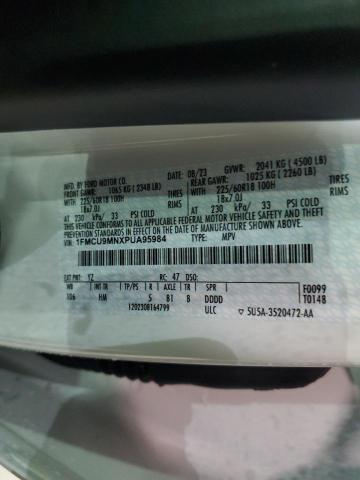 MFD. BY FORD MOTOR CO.
DATE: 08/23 GVWR: 2041 KG ( 4500 LB)
FRONT GAWR: 1065 KG ( 2348 LB) REAR GAWR: 1025 KG ( 2260 LB)
225/60R18 100H TIRES 225/60R18 100H TIRES
18x7.0J RIMS 18x7.0J RIMS
AT 230 kPa/ 33 PSI COLD AT 230 kPa/ 33 PSI COLD
THIS VEHICLE CONFORMS TO ALL APPLICABLE FEDERAL MOTOR VEHICLE SAFETY AND THEFT PREVENTION STANDARDS IN EFFECT ON THE DATE OF MANUFACTURE SHOWN ABOVE.
VIN: 1FMCU9MNXPUA95984 TYPE: MPV
EXT PNT: YZ RC: 47 DSO: F0099
WB INT TR TP/PS R AXLE TR SPR T0148
106 HM 5 B1 8 DDDD
1202308164799 ULC ▽ SU5A-3520472-AA